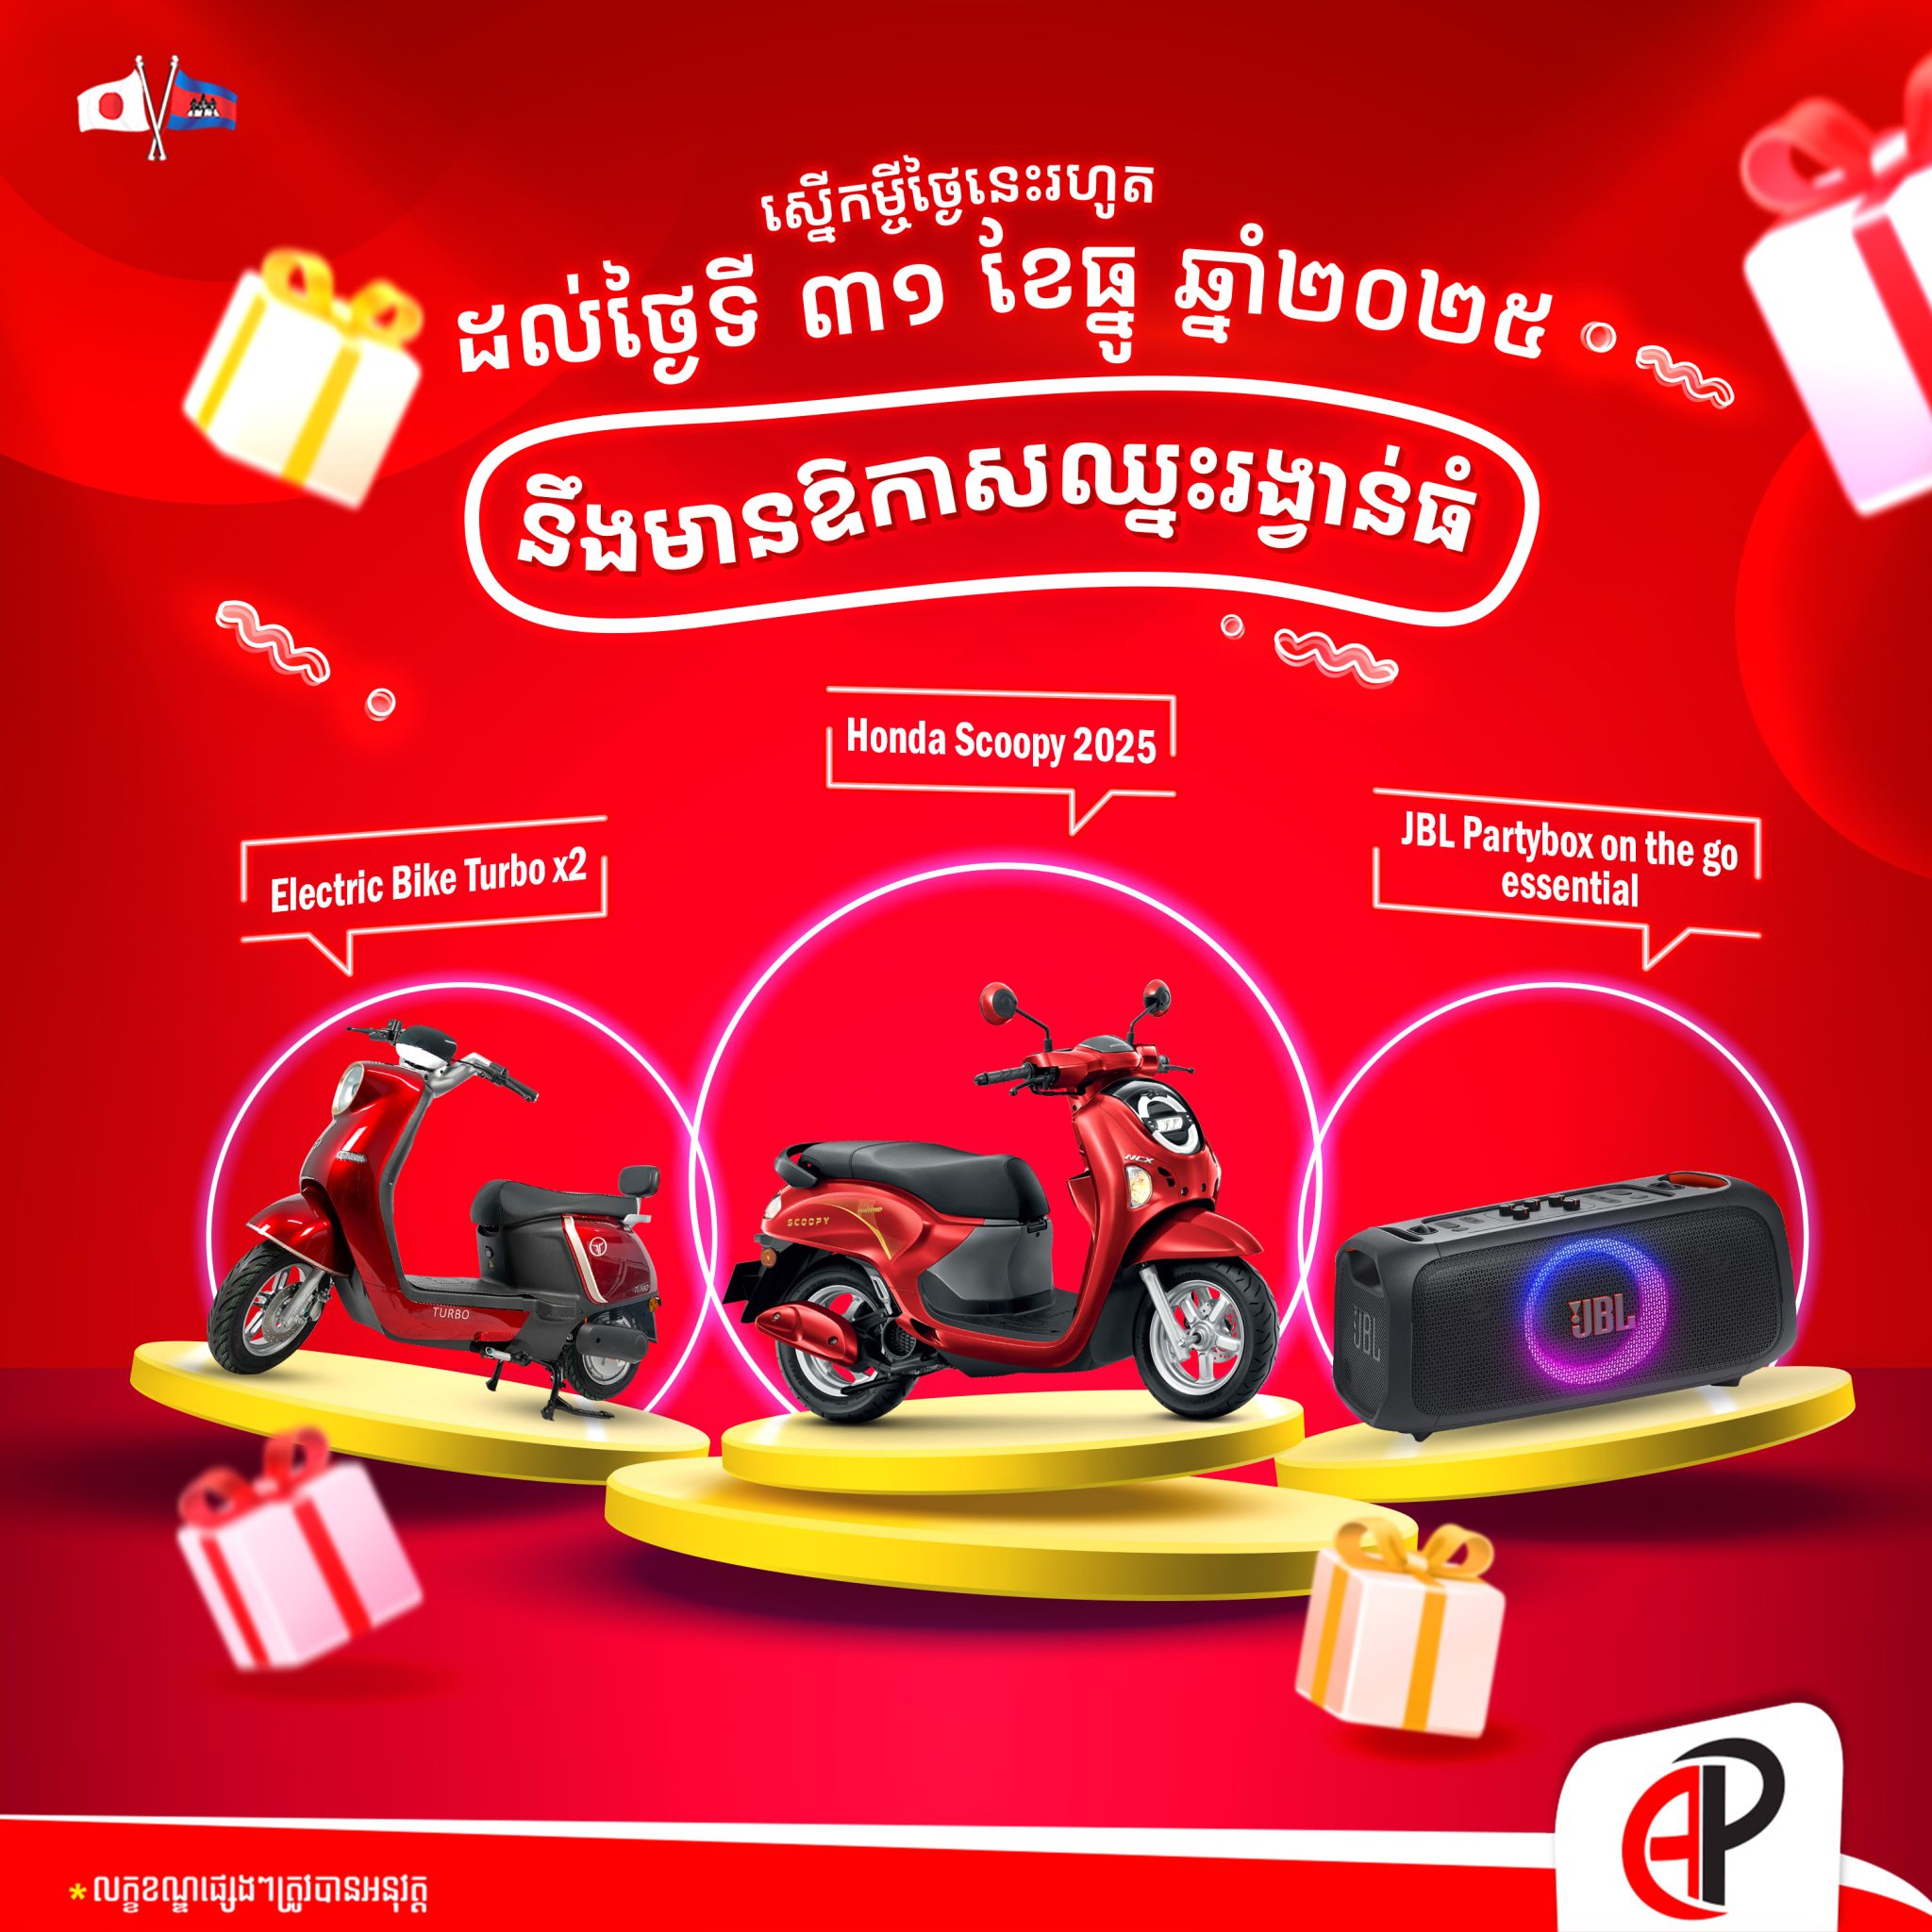 ស្នើកម្ចីថ្ងៃនេះរហូត
ដល់ថ្ងៃទី ៣១ ខែធ្នូ ឆ្នាំ២០២៥
នឹងមានឱកាសឈ្នះរង្វាន់ធំ
Honda Scoopy 2025
Electric Bike Turbo x2
JBL Partybox on the go
essential
NCX
SCOOPY
TURBO
TURBO
JBL
JBL
AP
*លក្ខខណ្ឌផ្សេងៗត្រូវបានអនុវត្ត